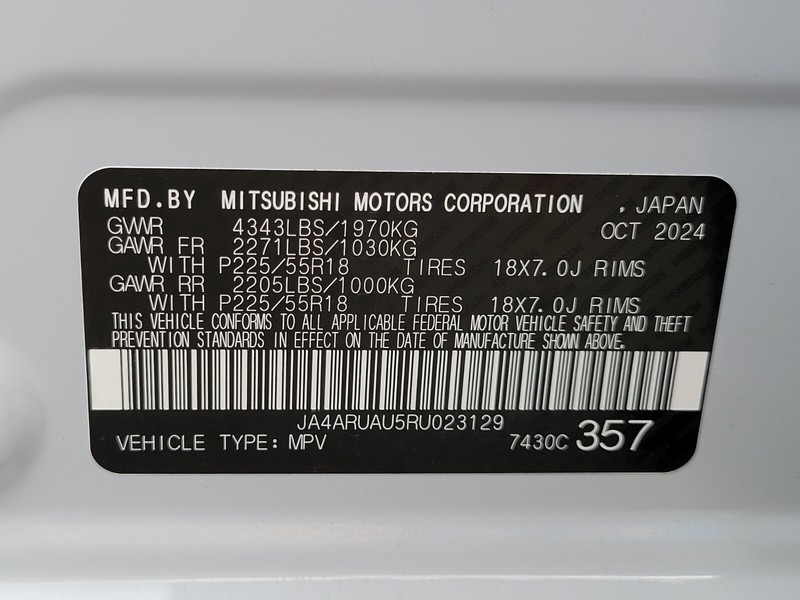 MFD.BY MITSUBISHI MOTORS CORPORATION . JAPAN
GVWR 4343LBS/1970KG OCT 2024
GAWR FR 2271LBS/1030KG
WITH P225/55R18 TIRES 18X7.0J RIMS
GAWR RR 2205LBS/1000KG
WITH P225/55R18 TIRES 18X7.0J RIMS
THIS VEHICLE CONFORMS TO ALL APPLICABLE FEDERAL MOTOR VEHICLE SAFETY AND THEFT
PREVENTION STANDARDS IN EFFECT ON THE DATE OF MANUFACTURE SHOWN ABOVE.
JA4ARUAU5RU023129
VEHICLE TYPE: MPV 7430C 357